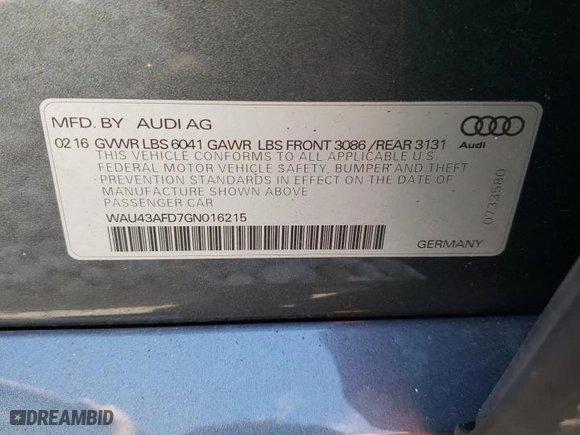 MFD. BY AUDI AG
02 16 GVWR LBS 6041 GAWR LBS FRONT 3086 /REAR 3131
THIS VEHICLE CONFORMS TO ALL APPLICABLE U.S
FEDERAL MOTOR VEHICLE SAFETY, BUMPER AND THEFT
PREVENTION STANDARDS IN EFFECT ON THE DATE OF
MANUFACTURE SHOWN ABOVE
PASSENGER CAR
WAU43AFD7GN016215
Audi
0733580
GERMANY
DREAMBID